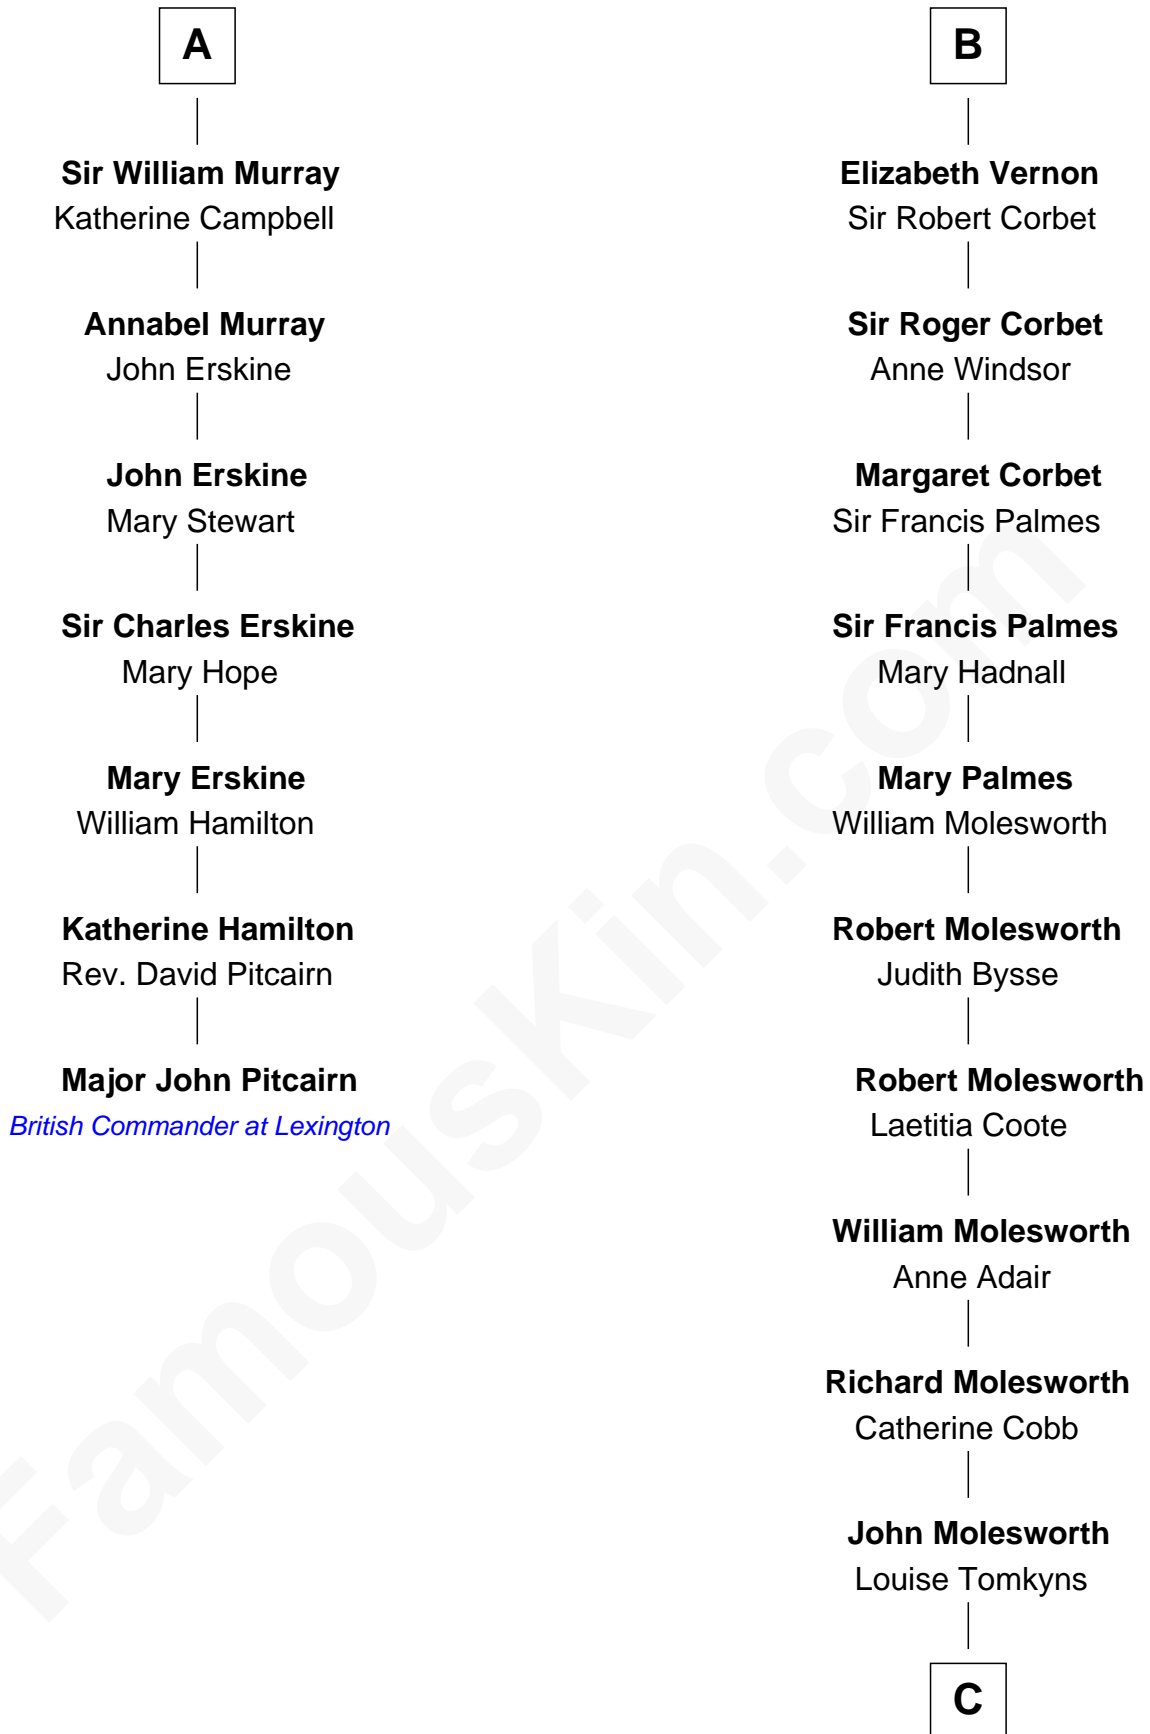 A
Sir William Murray
Katherine Campbell
Annabel Murray
John Erskine
John Erskine
Mary Stewart
Sir Charles Erskine
Mary Hope
Mary Erskine
William Hamilton
Katherine Hamilton
Rev. David Pitcairn
Major John Pitcairn
British Commander at Lexington
B
Elizabeth Vernon
Sir Robert Corbet
Sir Roger Corbet
Anne Windsor
Margaret Corbet
Sir Francis Palmes
Sir Francis Palmes
Mary Hadnall
Mary Palmes
William Molesworth
Robert Molesworth
Judith Bysse
Robert Molesworth
Laetitia Coote
William Molesworth
Anne Adair
Richard Molesworth
Catherine Cobb
John Molesworth
Louise Tomkyns
C
FamousKin.com